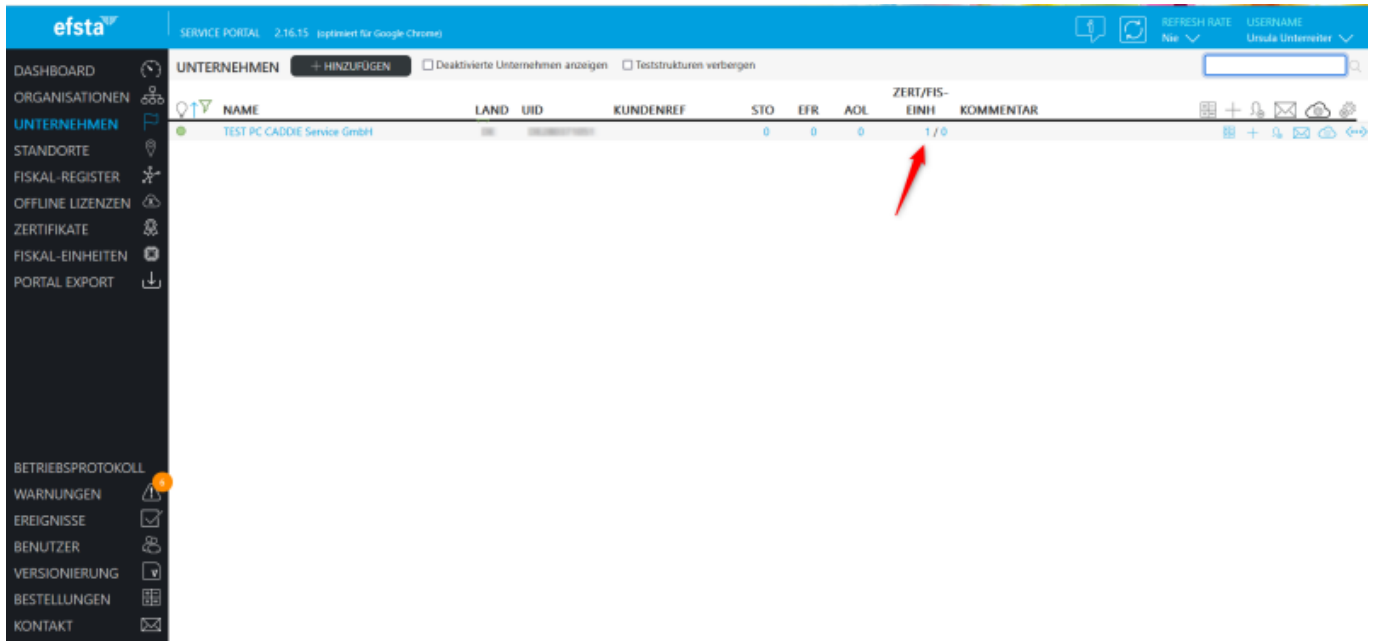 efsta
SERVICE PORTAL 2.16.15 (optimiert für Google Chrome)
REFRESH RATE
Nie
USERNAME
Ursula Unterreiter
DASHBOARD
ORGANISATIONEN
UNTERNEHMEN
STANDORTE
FISKAL-REGISTER
OFFLINE LIZENZEN
ZERTIFIKATE
FISKAL-EINHEITEN
PORTAL EXPORT
BETRIEBSPROTOKOLL
WARNUNGEN
6
EREIGNISSE
BENUTZER
VERSIONIERUNG
BESTELLUNGEN
KONTAKT
UNTERNEHMEN + HINZUFÜGEN Deaktivierte Unternehmen anzeigen Teststrukturen verbergen
NAME LAND UID KUNDENREF STO EFR AOL ZERT/FIS-EINH KOMMENTAR
TEST PC CADDIE Service GmbH 0 0 0 1 / 0